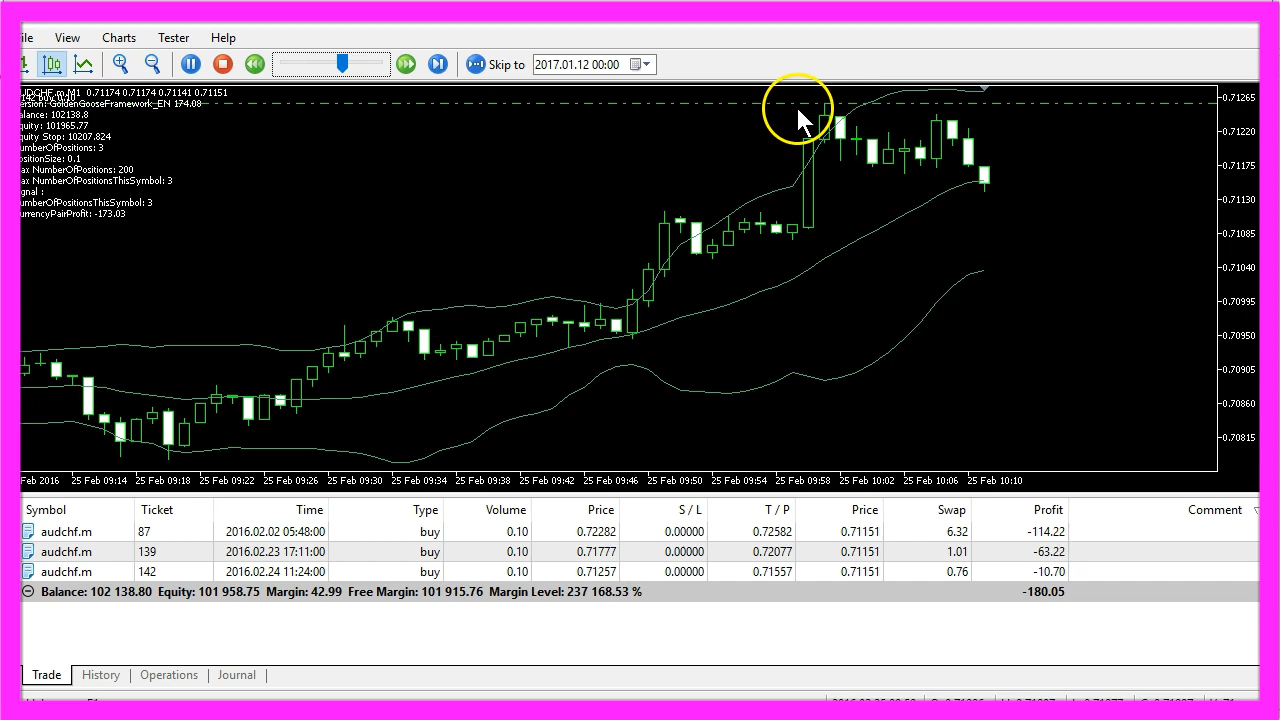 ile View Charts Tester Help
Skip to 2017.01.12 00:00
UDCHF.m,M1 0.71174 0.71174 0.71141 0.71151
ersion: GoldenGooseFramework_EN 174.08
alance: 102138.8
quity: 101965.77
quity Stop: 10207.824
umberOfPositions: 3
ositionSize: 0.1
ax NumberOfPositions: 200
ax NumberOfPositionsThisSymbol: 3
ignal :
umberOfPositionsThisSymbol: 3
urrencyPairProfit: -173.03
0.71265
0.71220
0.71175
0.71130
0.71085
0.71040
0.70995
0.70950
0.70905
0.70860
0.70815
Feb 2016 25 Feb 09:14 25 Feb 09:18 25 Feb 09:22 25 Feb 09:26 25 Feb 09:30 25 Feb 09:34 25 Feb 09:38 25 Feb 09:42 25 Feb 09:46 25 Feb 09:50 25 Feb 09:54 25 Feb 09:58 25 Feb 10:02 25 Feb 10:06 25 Feb 10:10
Symbol Ticket Time Type Volume Price S / L T / P Price Swap Profit Comment
audchf.m 87 2016.02.02 05:48:00 buy 0.10 0.72282 0.00000 0.72582 0.71151 6.32 -114.22
audchf.m 139 2016.02.23 17:11:00 buy 0.10 0.71777 0.00000 0.72077 0.71151 1.01 -63.22
audchf.m 142 2016.02.24 11:24:00 buy 0.10 0.71257 0.00000 0.71557 0.71151 0.76 -10.70
Balance: 102 138.80 Equity: 101 958.75 Margin: 42.99 Free Margin: 101 915.76 Margin Level: 237 168.53 % -180.05
Trade History Operations Journal